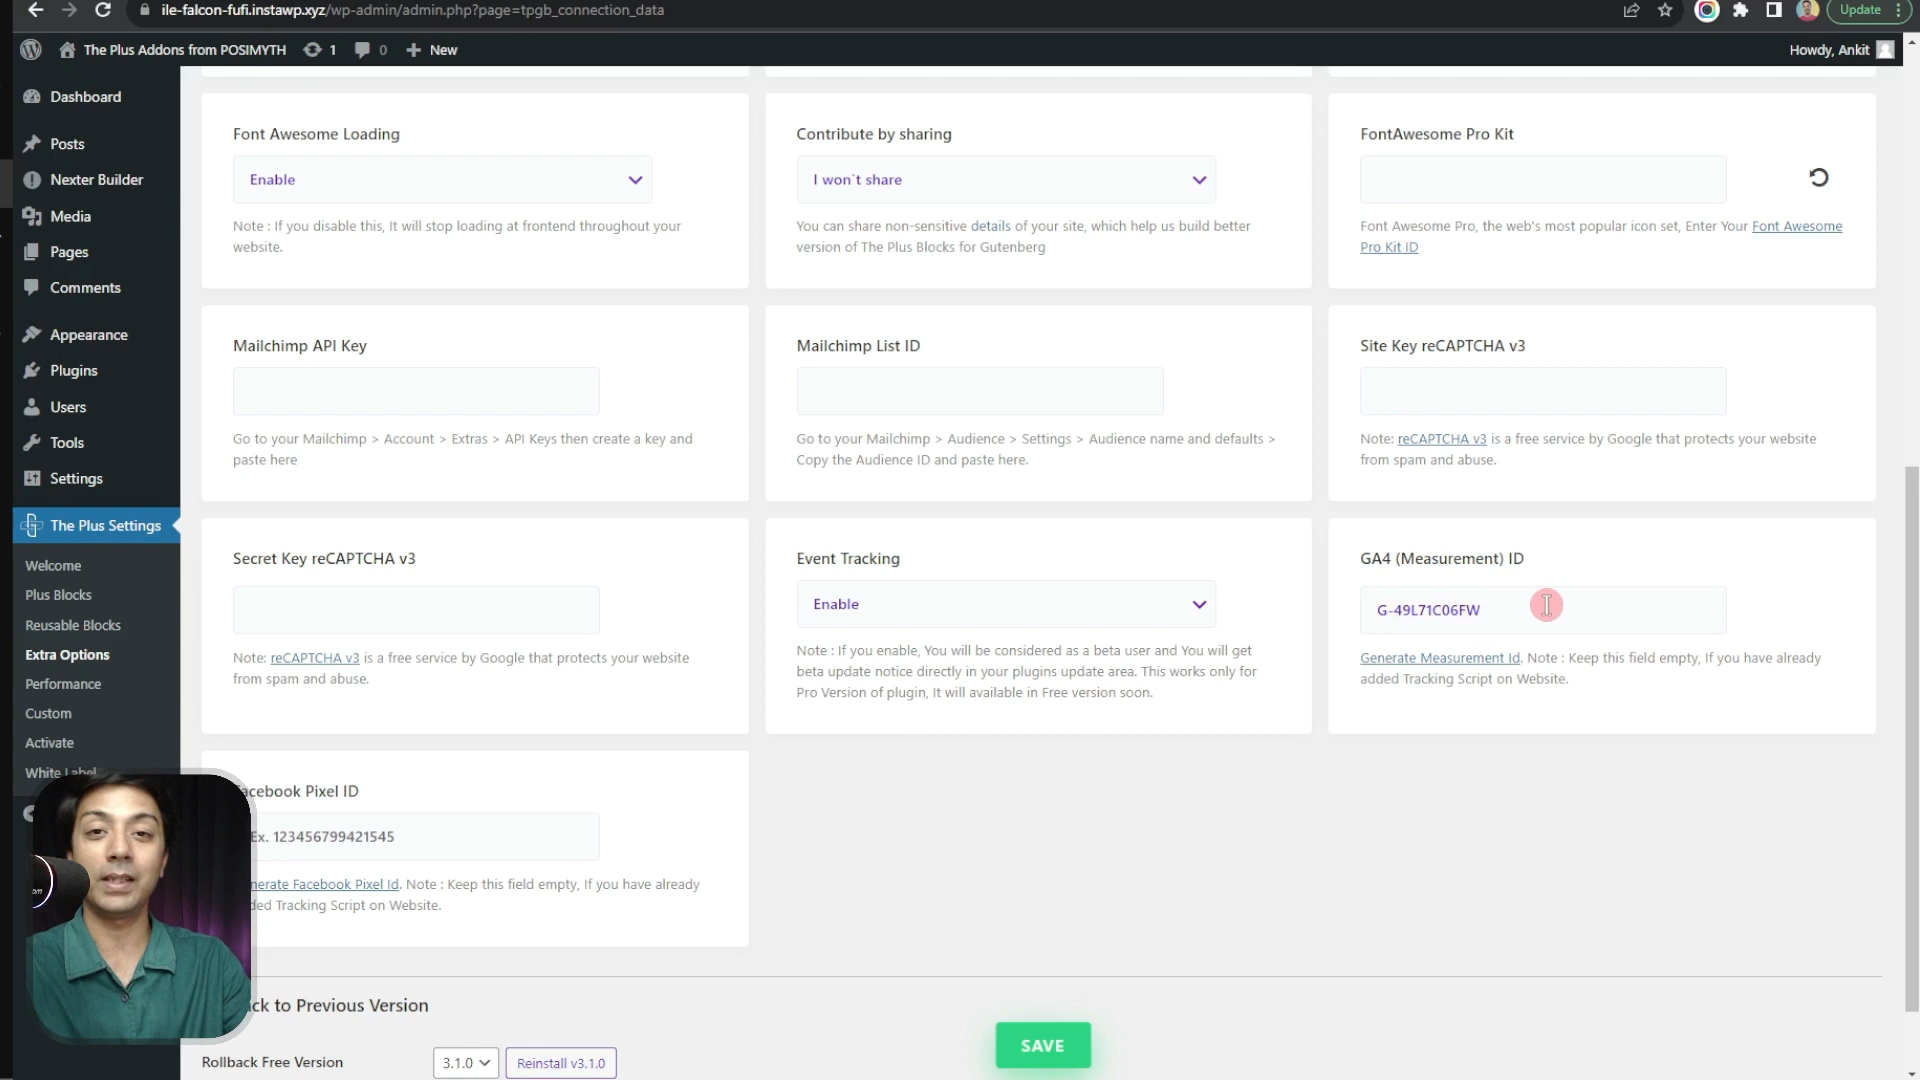 ile-falcon-fufi.instawp.xyz/wp-admin/admin.php?page=tpgb_connection_data
Update
The Plus Addons from POSIMYTH
1
0
New
Howdy, Ankit
Dashboard
Posts
Nexter Builder
Media
Pages
Comments
Appearance
Plugins
Users
Tools
Settings
The Plus Settings
Welcome
Plus Blocks
Reusable Blocks
Extra Options
Performance
Custom
Activate
White Label
Font Awesome Loading
Enable
Note : If you disable this, It will stop loading at frontend throughout your
website.
Contribute by sharing
I won`t share
You can share non-sensitive details of your site, which help us build better
version of The Plus Blocks for Gutenberg
FontAwesome Pro Kit
Font Awesome Pro, the web's most popular icon set, Enter Your Font Awesome
Pro Kit ID
Mailchimp API Key
Go to your Mailchimp > Account > Extras > API Keys then create a key and
paste here
Mailchimp List ID
Go to your Mailchimp > Audience > Settings > Audience name and defaults >
Copy the Audience ID and paste here.
Site Key reCAPTCHA v3
Note: reCAPTCHA v3 is a free service by Google that protects your website
from spam and abuse.
Secret Key reCAPTCHA v3
Note: reCAPTCHA v3 is a free service by Google that protects your website
from spam and abuse.
Event Tracking
Enable
Note : If you enable, You will be considered as a beta user and You will get
beta update notice directly in your plugins update area. This works only for
Pro Version of plugin, It will available in Free version soon.
GA4 (Measurement) ID
G-49L71C06FW
Generate Measurement Id. Note : Keep this field empty, If you have already
added Tracking Script on Website.
acebook Pixel ID
Ex. 123456799421545
nerate Facebook Pixel Id. Note : Keep this field empty, If you have already
ded Tracking Script on Website.
ck to Previous Version
Rollback Free Version
3.1.0
Reinstall v3.1.0
SAVE